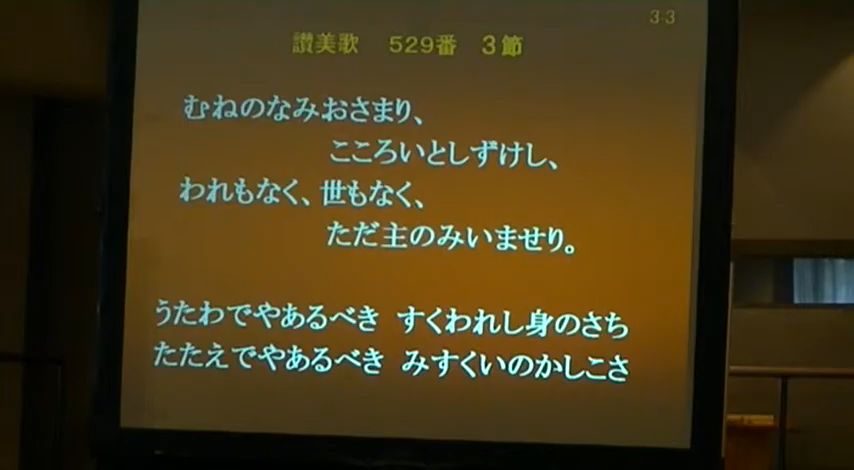 33
讃美歌 529番 3節
むねのなみおさまり、
こころいとしずけし、
われもなく、世もなく、
ただ主のみいませり。
うたわでやあるべき すくわれし身のさち
たたえでやあるべき みすくいのかしこさ